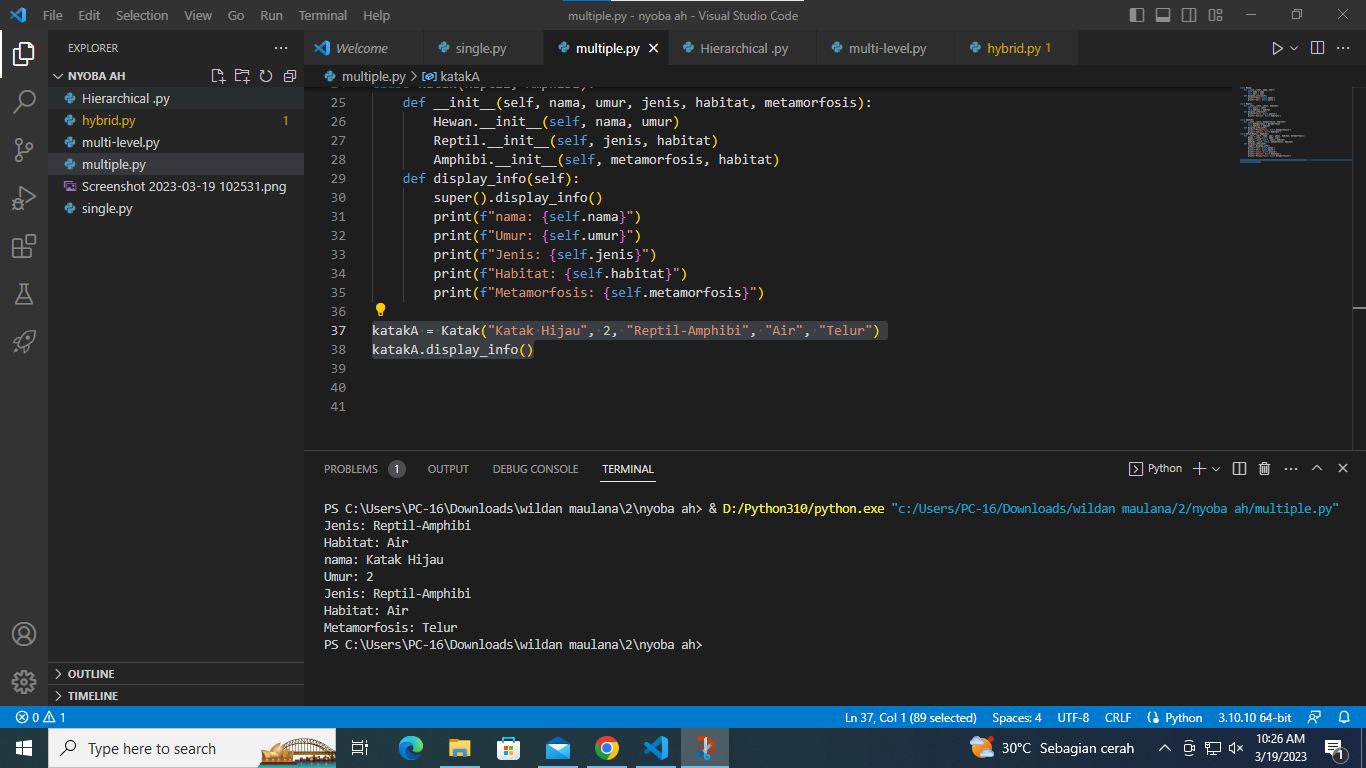 File Edit Selection View Go Run Terminal Help multiple.py - nyoba ah - Visual Studio Code
EXPLORER
NYOBA AH
Hierarchical .py
hybrid.py 1
multi-level.py
multiple.py
Screenshot 2023-03-19 102531.png
single.py
OUTLINE
TIMELINE
Welcome single.py multiple.py Hierarchical .py multi-level.py hybrid.py 1
multiple.py > katakA
25 def __init__(self, nama, umur, jenis, habitat, metamorfosis):
26 Hewan.__init__(self, nama, umur)
27 Reptil.__init__(self, jenis, habitat)
28 Amphibi.__init__(self, metamorfosis, habitat)
29 def display_info(self):
30 super().display_info()
31 print(f"nama: {self.nama}")
32 print(f"Umur: {self.umur}")
33 print(f"Jenis: {self.jenis}")
34 print(f"Habitat: {self.habitat}")
35 print(f"Metamorfosis: {self.metamorfosis}")
36
37 katakA = Katak("Katak Hijau", 2, "Reptil-Amphibi", "Air", "Telur")
38 katakA.display_info()
39
40
41
PROBLEMS 1 OUTPUT DEBUG CONSOLE TERMINAL Python
PS C:\Users\PC-16\Downloads\wildan maulana\2\nyoba ah> & D:/Python310/python.exe "c:/Users/PC-16/Downloads/wildan maulana/2/nyoba ah/multiple.py"
Jenis: Reptil-Amphibi
Habitat: Air
nama: Katak Hijau
Umur: 2
Jenis: Reptil-Amphibi
Habitat: Air
Metamorfosis: Telur
PS C:\Users\PC-16\Downloads\wildan maulana\2\nyoba ah>
0 1 Ln 37, Col 1 (89 selected) Spaces: 4 UTF-8 CRLF Python 3.10.10 64-bit
Type here to search 30°C Sebagian cerah 10:26 AM
3/19/2023 1